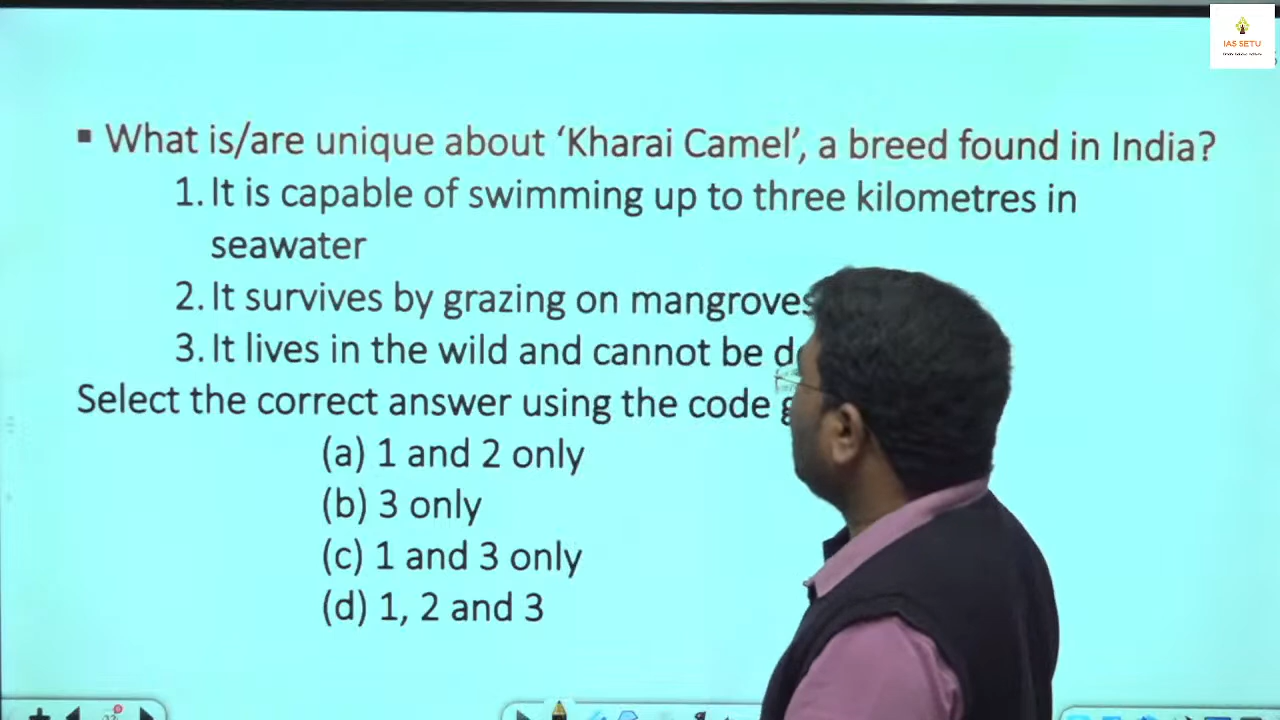 IAS SETU
▪ What is/are unique about ‘Kharai Camel’, a breed found in India?
1. It is capable of swimming up to three kilometres in
seawater
2. It survives by grazing on mangroves
3. It lives in the wild and cannot be
Select the correct answer using the code
(a) 1 and 2 only
(b) 3 only
(c) 1 and 3 only
(d) 1, 2 and 3